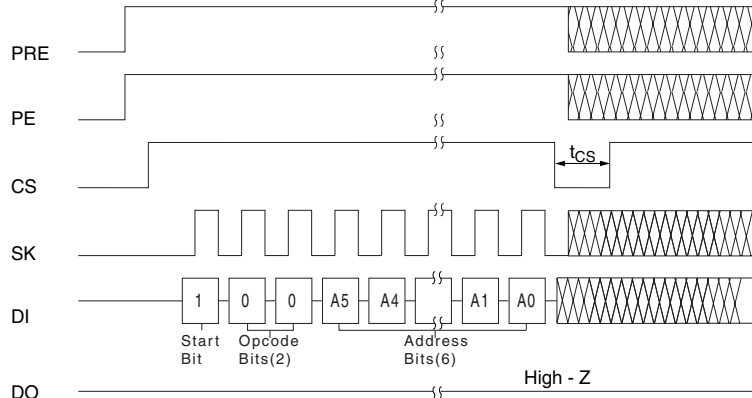 PRE
PE
CS
tCS
SK
DI
1 0 0 A5 A4 A1 A0
Start Bit
Opcode Bits(2)
Address Bits(6)
DO
High - Z